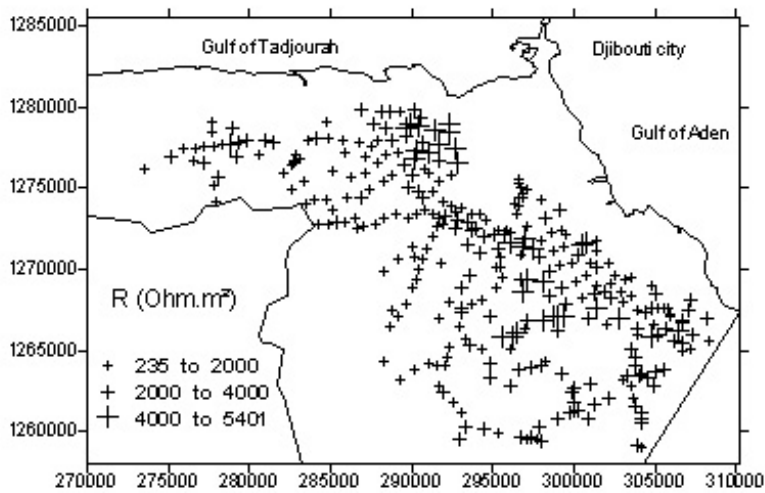 1285000
Gulf of Tadjourah
Djibouti city
1280000
Gulf of Aden
1275000
1270000
R (Ohm.m²)
1265000
235 to 2000
2000 to 4000
4000 to 5401
1260000
270000 275000 280000 285000 290000 295000 300000 305000 310000